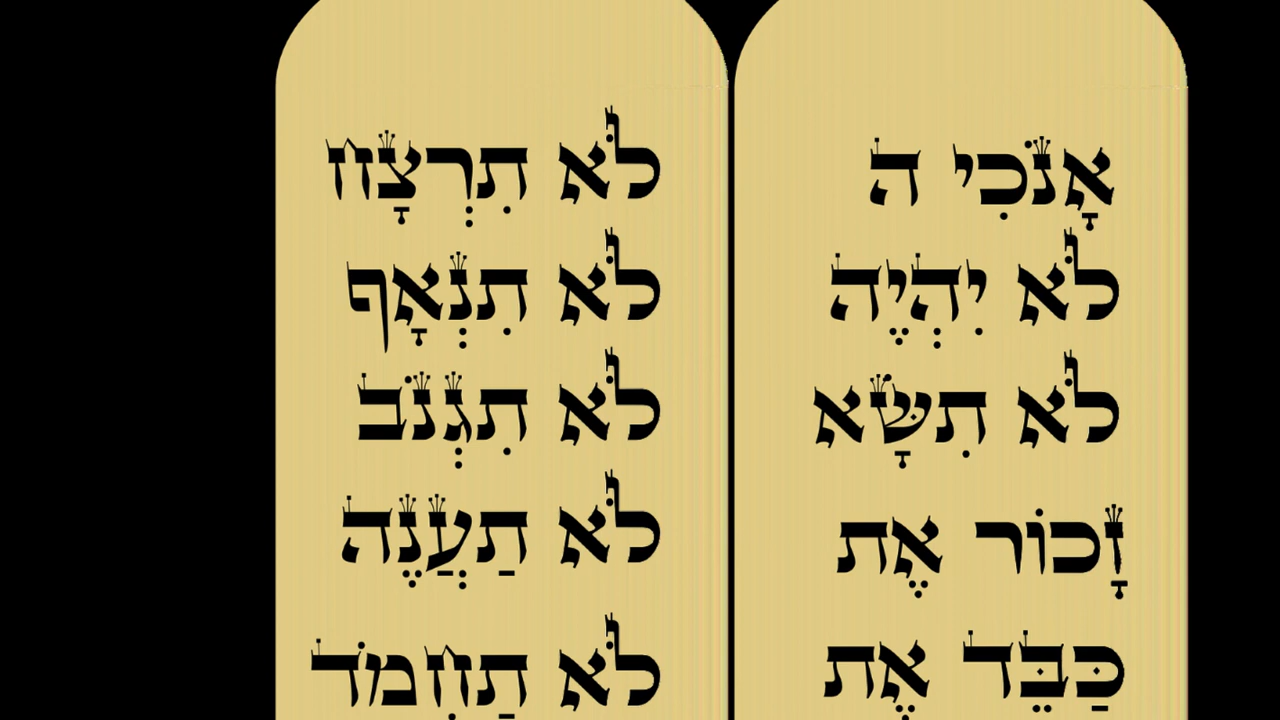 אָנֹכִי ה
לֹא יִהְיֶה
לֹא תִשָּׂא
זָכוֹר אֶת
כַּבֵּד אֶת
לֹא תִרְצָח
לֹא תִנְאָף
לֹא תִגְנֹב
לֹא תַעֲנֶה
לֹא תַחְמֹד